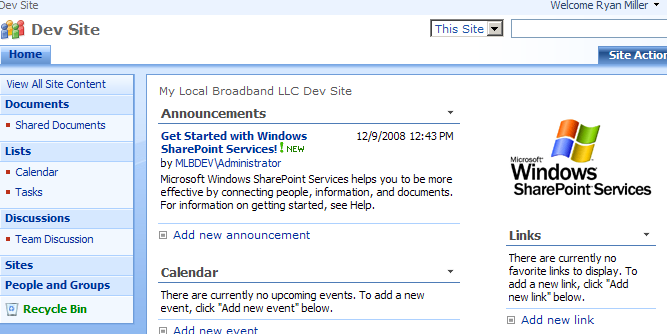 Dev Site
Welcome Ryan Miller
Dev Site
This Site
Home
Site Action
View All Site Content
Documents
Shared Documents
Lists
Calendar
Tasks
Discussions
Team Discussion
Sites
People and Groups
Recycle Bin
My Local Broadband LLC Dev Site
Announcements
Get Started with Windows 12/9/2008 12:43 PM
SharePoint Services! NEW
by MLBDEV\Administrator
Microsoft Windows SharePoint Services helps you to be more
effective by connecting people, information, and documents.
For information on getting started, see Help.
Add new announcement
Calendar
There are currently no upcoming events. To add a new
event, click "Add new event" below.
Add new event
Microsoft
Windows
SharePoint Services
Links
There are currently no
favorite links to display. To
add a new link, click "Add
new link" below.
Add new link